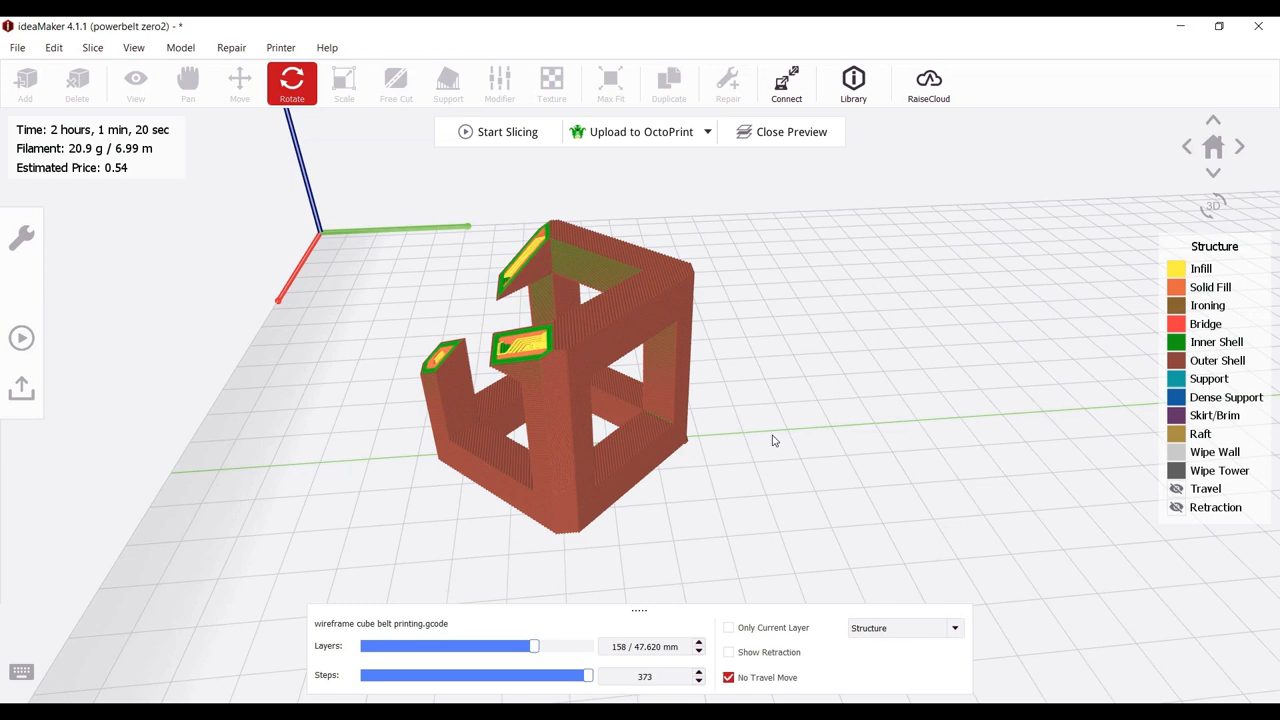 ideaMaker 4.1.1 (powerbelt zero2) - *
File Edit Slice View Model Repair Printer Help
Add Delete View Pan Move Rotate Scale Free Cut Support Modifier Texture Max Fit Duplicate Repair Connect Library RaiseCloud
Time: 2 hours, 1 min, 20 sec
Filament: 20.9 g / 6.99 m
Estimated Price: 0.54
Start Slicing Upload to OctoPrint Close Preview
3D
Structure
Infill
Solid Fill
Ironing
Bridge
Inner Shell
Outer Shell
Support
Dense Support
Skirt/Brim
Raft
Wipe Wall
Wipe Tower
Travel
Retraction
wireframe cube belt printing.gcode
Layers: 158 / 47.620 mm
Steps: 373
Only Current Layer
Show Retraction
No Travel Move
Structure